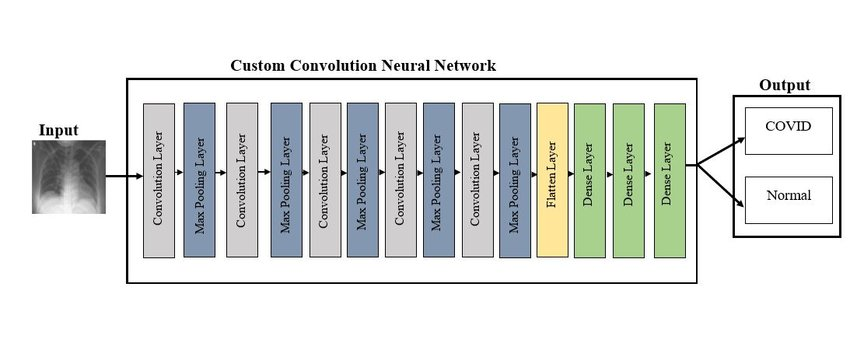 Custom Convolution Neural Network
Input
Convolution Layer
Max Pooling Layer
Convolution Layer
Max Pooling Layer
Convolution Layer
Max Pooling Layer
Convolution Layer
Max Pooling Layer
Convolution Layer
Max Pooling Layer
Flatten Layer
Dense Layer
Dense Layer
Dense Layer
Output
COVID
Normal